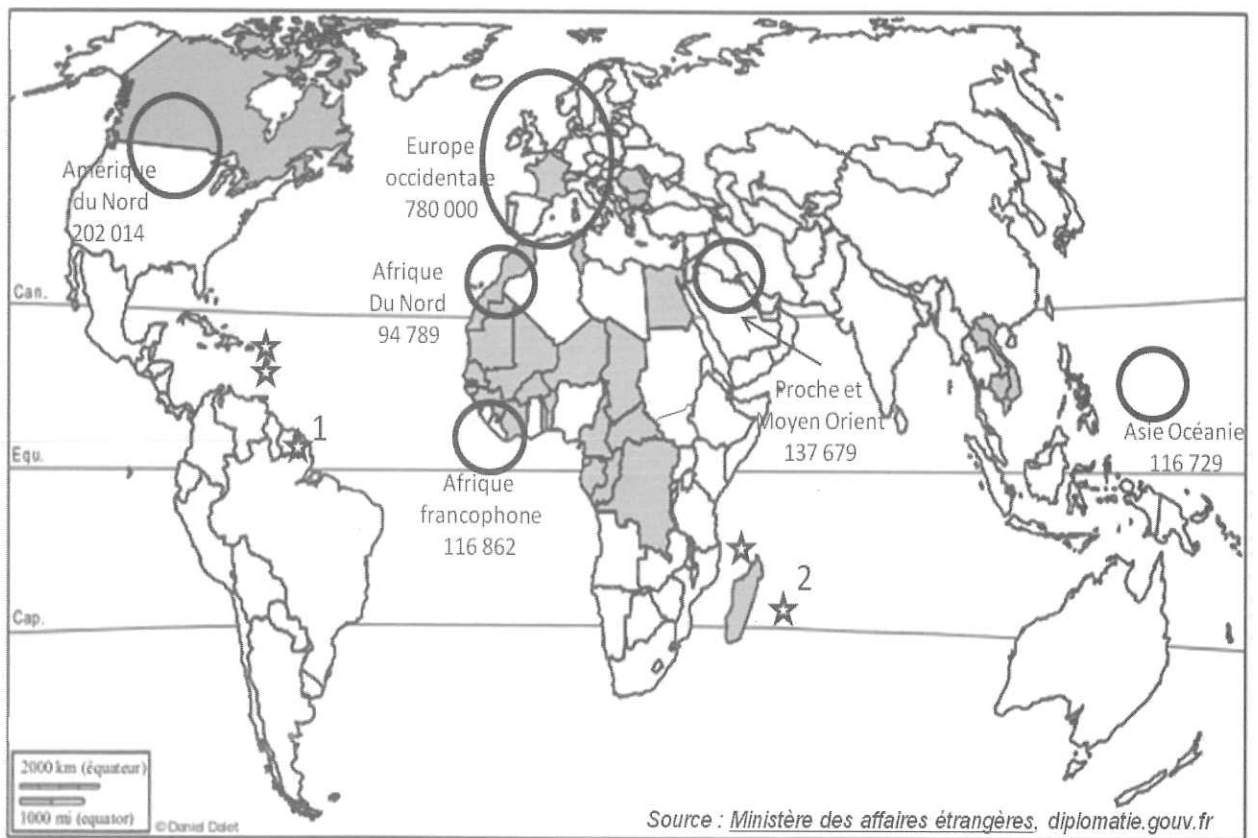 Amérique
du Nord
202 014
Europe
occidentale
780 000
Afrique
Du Nord
94 789
Can.
Proche et
Moyen Orient
137 679
Asie Océanie
116 729
1
Equ.
Afrique
francophone
116 862
2
Cap.
2000 km (équateur)
1000 mi (equator)
© Daniel Dalet
Source : Ministère des affaires étrangères, diplomatie.gouv.fr